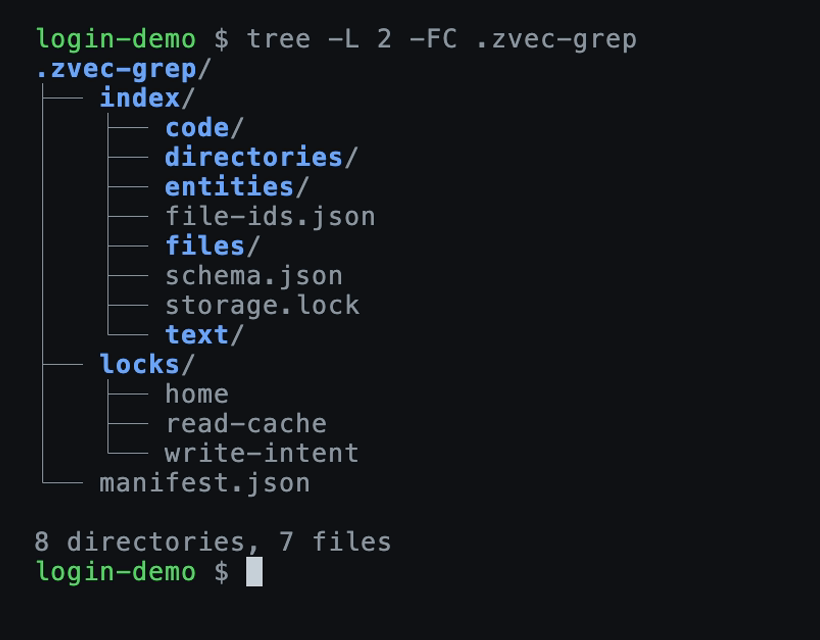 login-demo $ tree -L 2 -FC .zvec-grep
.zvec-grep/
├── index/
│   ├── code/
│   ├── directories/
│   ├── entities/
│   ├── file-ids.json
│   ├── files/
│   ├── schema.json
│   ├── storage.lock
│   └── text/
├── locks/
│   ├── home
│   ├── read-cache
│   └── write-intent
└── manifest.json
8 directories, 7 files
login-demo $